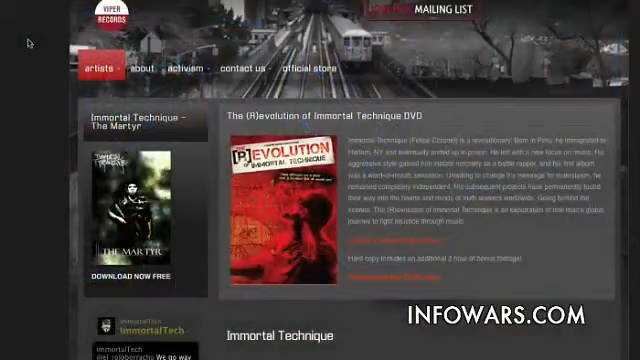 VIPER
RECORDS
MAILING LIST
artists
about
activism
contact us
official store
Immortal Technique –
The Martyr
THE MARTYR
DOWNLOAD NOW FREE
ImmortalTech
ImmortalTech
ImmortalTech
@el_rotoborracho We go way
The (R)evolution of Immortal Technique DVD
[R]EVOLUTION
OF IMMORTAL TECHNIQUE
Immortal Technique (Felipe Coronel) is a revolutionary. Born in Peru, he immigrated to
Harlem, NY and eventually ended up in prison. He left with a new focus on music. His
aggressive style gained him instant notoriety as a battle rapper, and his first album
was a word-of-mouth sensation. Unwilling to change his message for mainstream, he
remained completely independent. His subsequent projects have permanently found
their way into the hearts and minds of truth seekers worldwide. Going behind the
scenes, The (R)evolution of Immortal Technique is an exploration of one man's global
journey to fight injustice through music.
Hard copy includes an additional 2 hour of bonus footage!
INFOWARS.COM
Immortal Technique